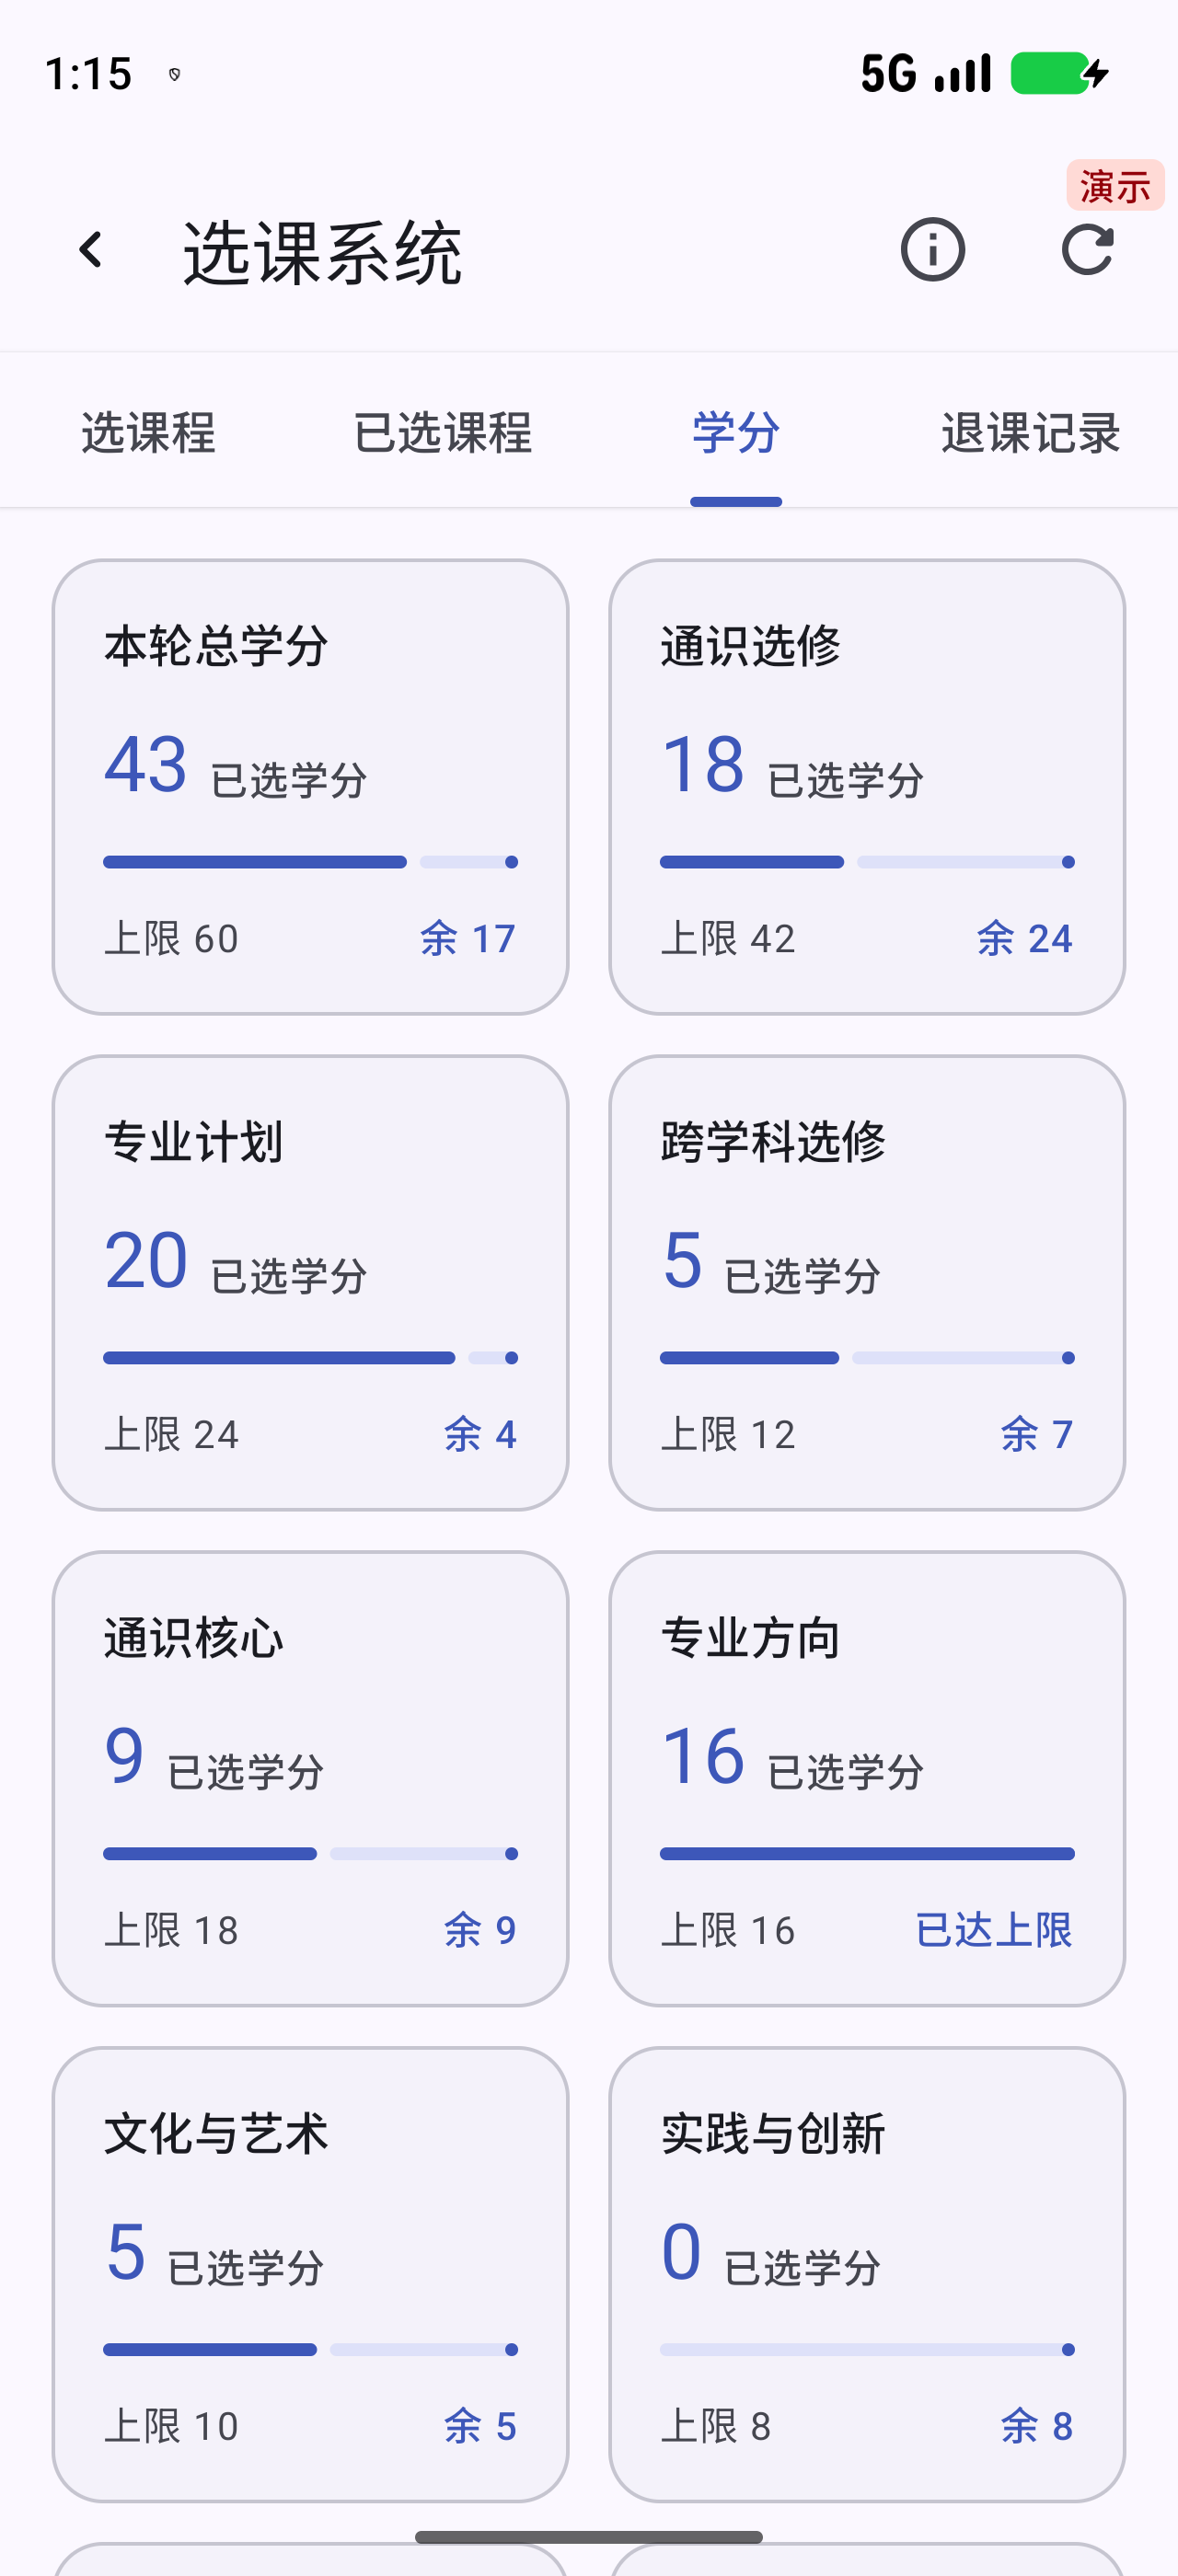 1:15 5G
演示
选课系统
选课程 已选课程 学分 退课记录
本轮总学分
43 已选学分
上限 60 余 17
通识选修
18 已选学分
上限 42 余 24
专业计划
20 已选学分
上限 24 余 4
跨学科选修
5 已选学分
上限 12 余 7
通识核心
9 已选学分
上限 18 余 9
专业方向
16 已选学分
上限 16 已达上限
文化与艺术
5 已选学分
上限 10 余 5
实践与创新
0 已选学分
上限 8 余 8